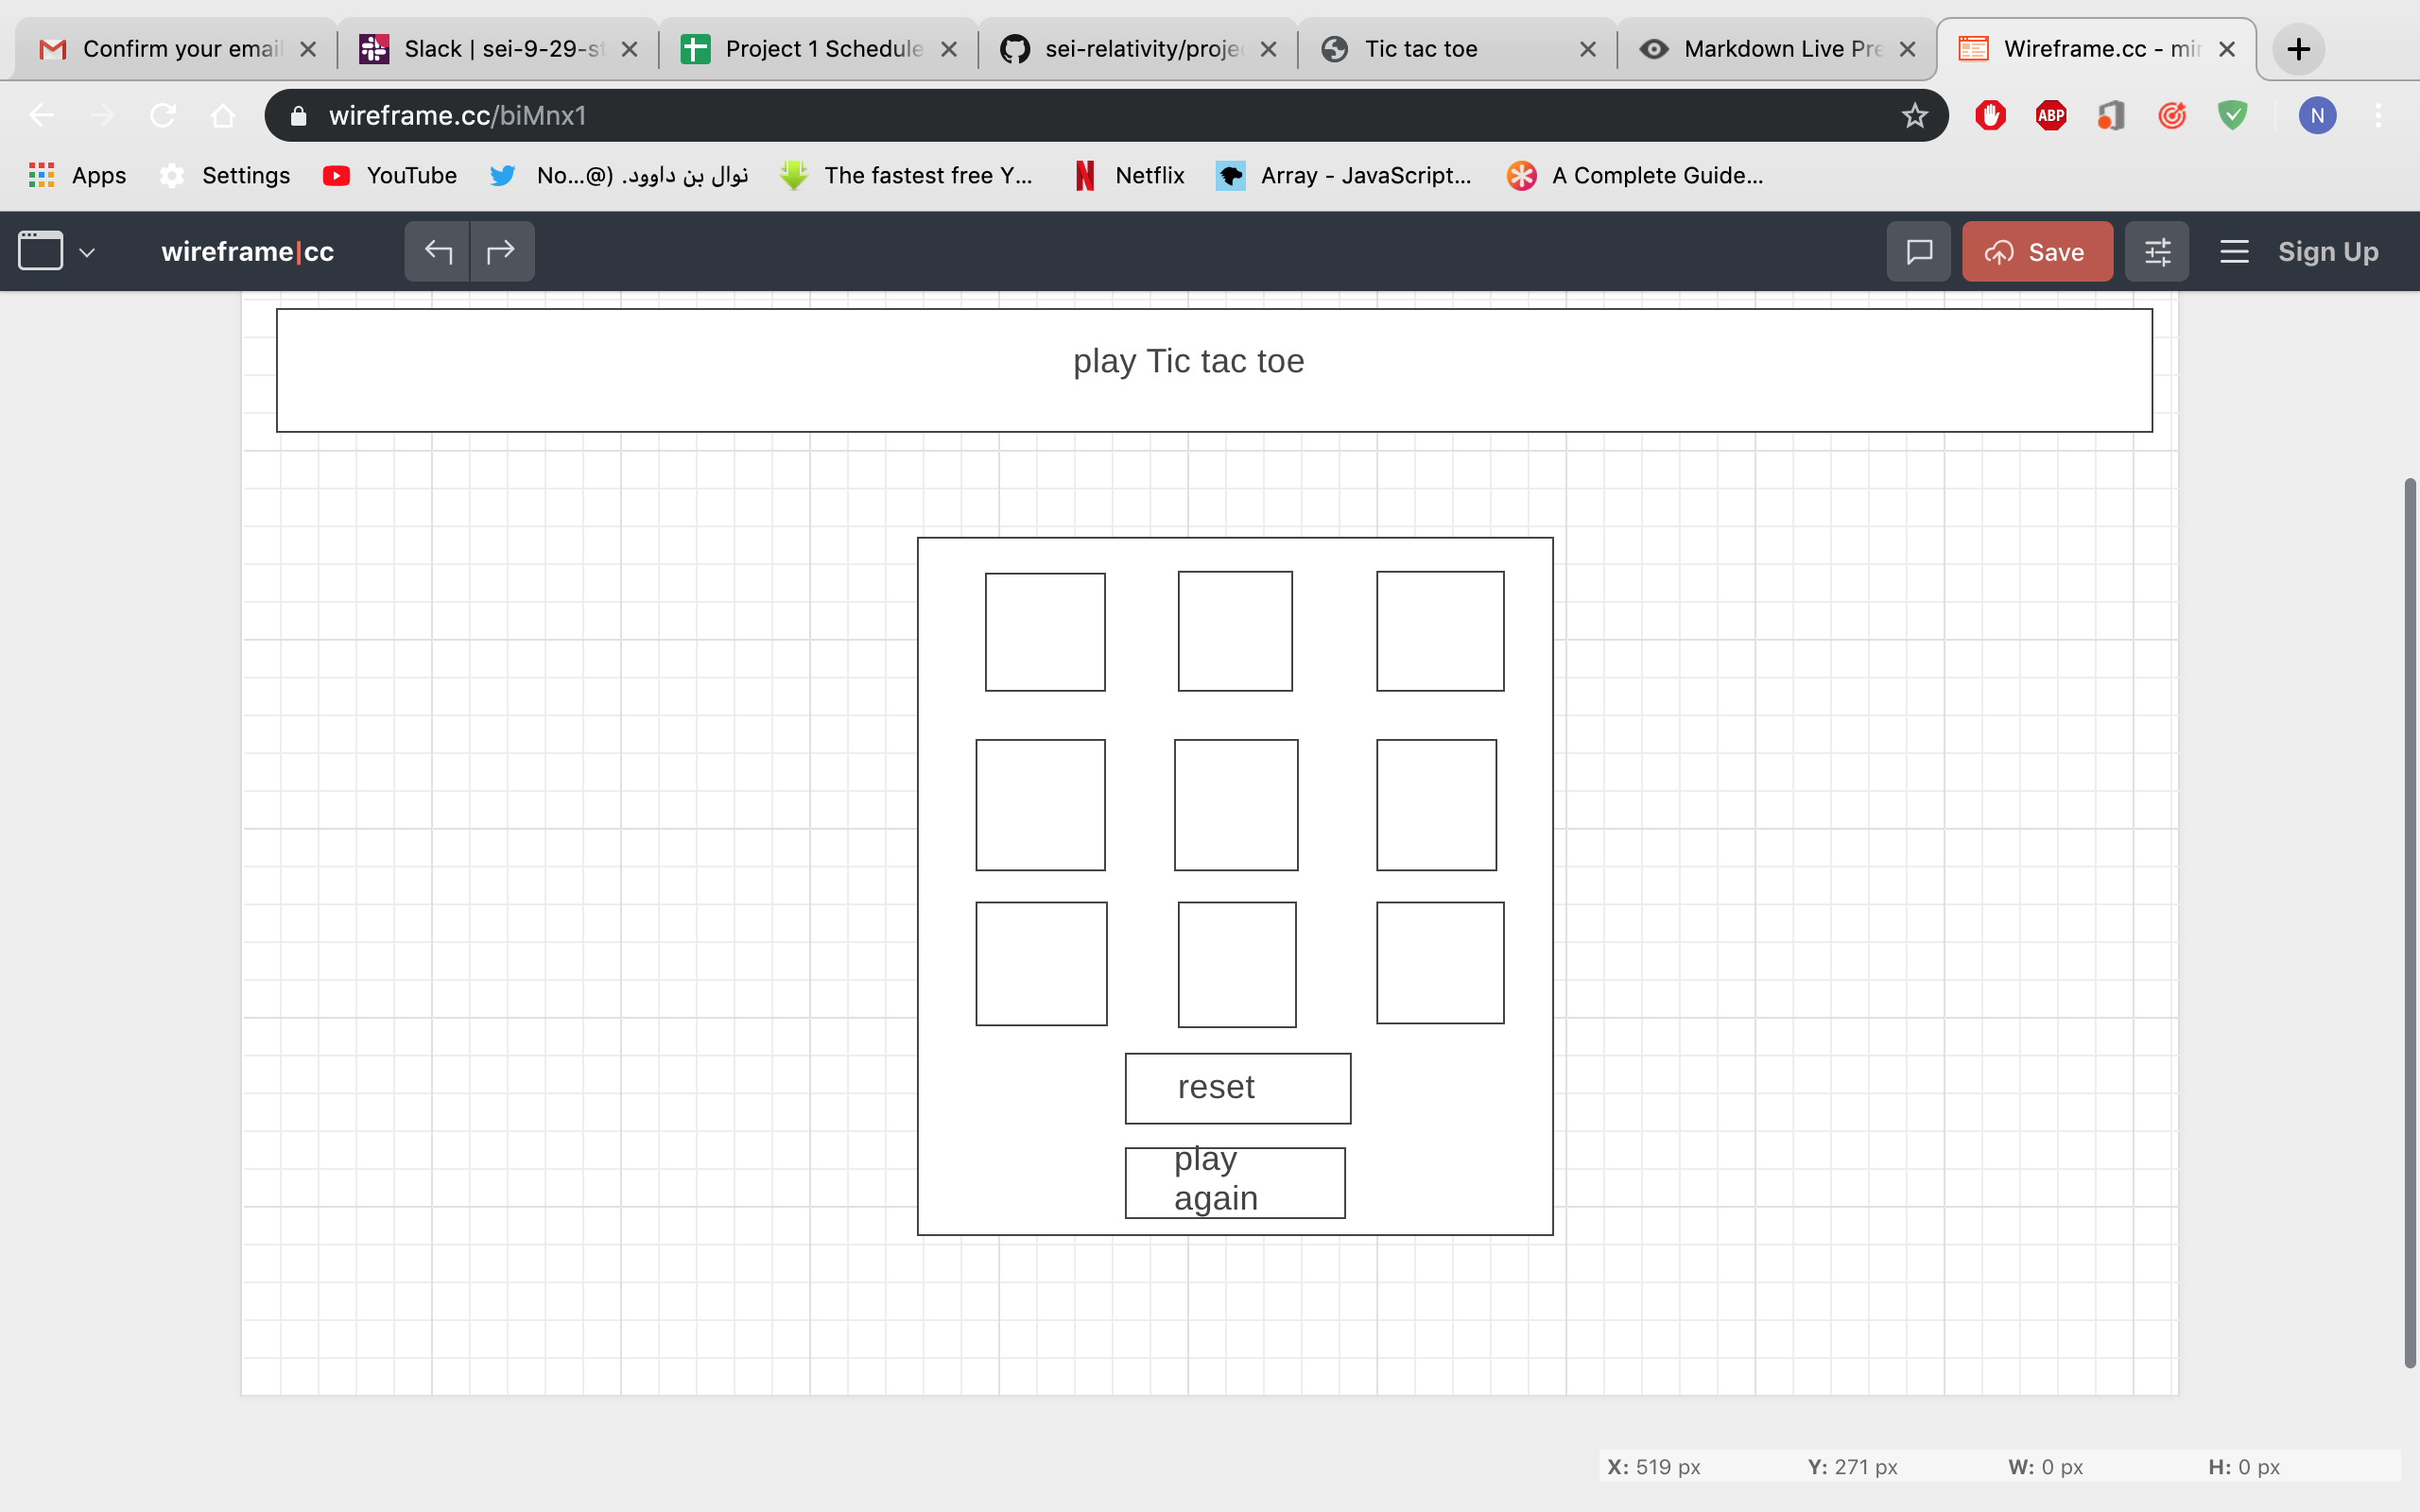 Confirm your email
Slack | sei-9-29-st
Project 1 Schedule
sei-relativity/projec
Tic tac toe
Markdown Live Pre
Wireframe.cc - min
wireframe.cc/biMnx1
ABP
N
Apps
Settings
YouTube
نوال بن داوود. (@...No
The fastest free Y...
Netflix
Array - JavaScript...
A Complete Guide...
wireframe|cc
Save
Sign Up
play Tic tac toe
reset
play
again
X: 519 px
Y: 271 px
W: 0 px
H: 0 px